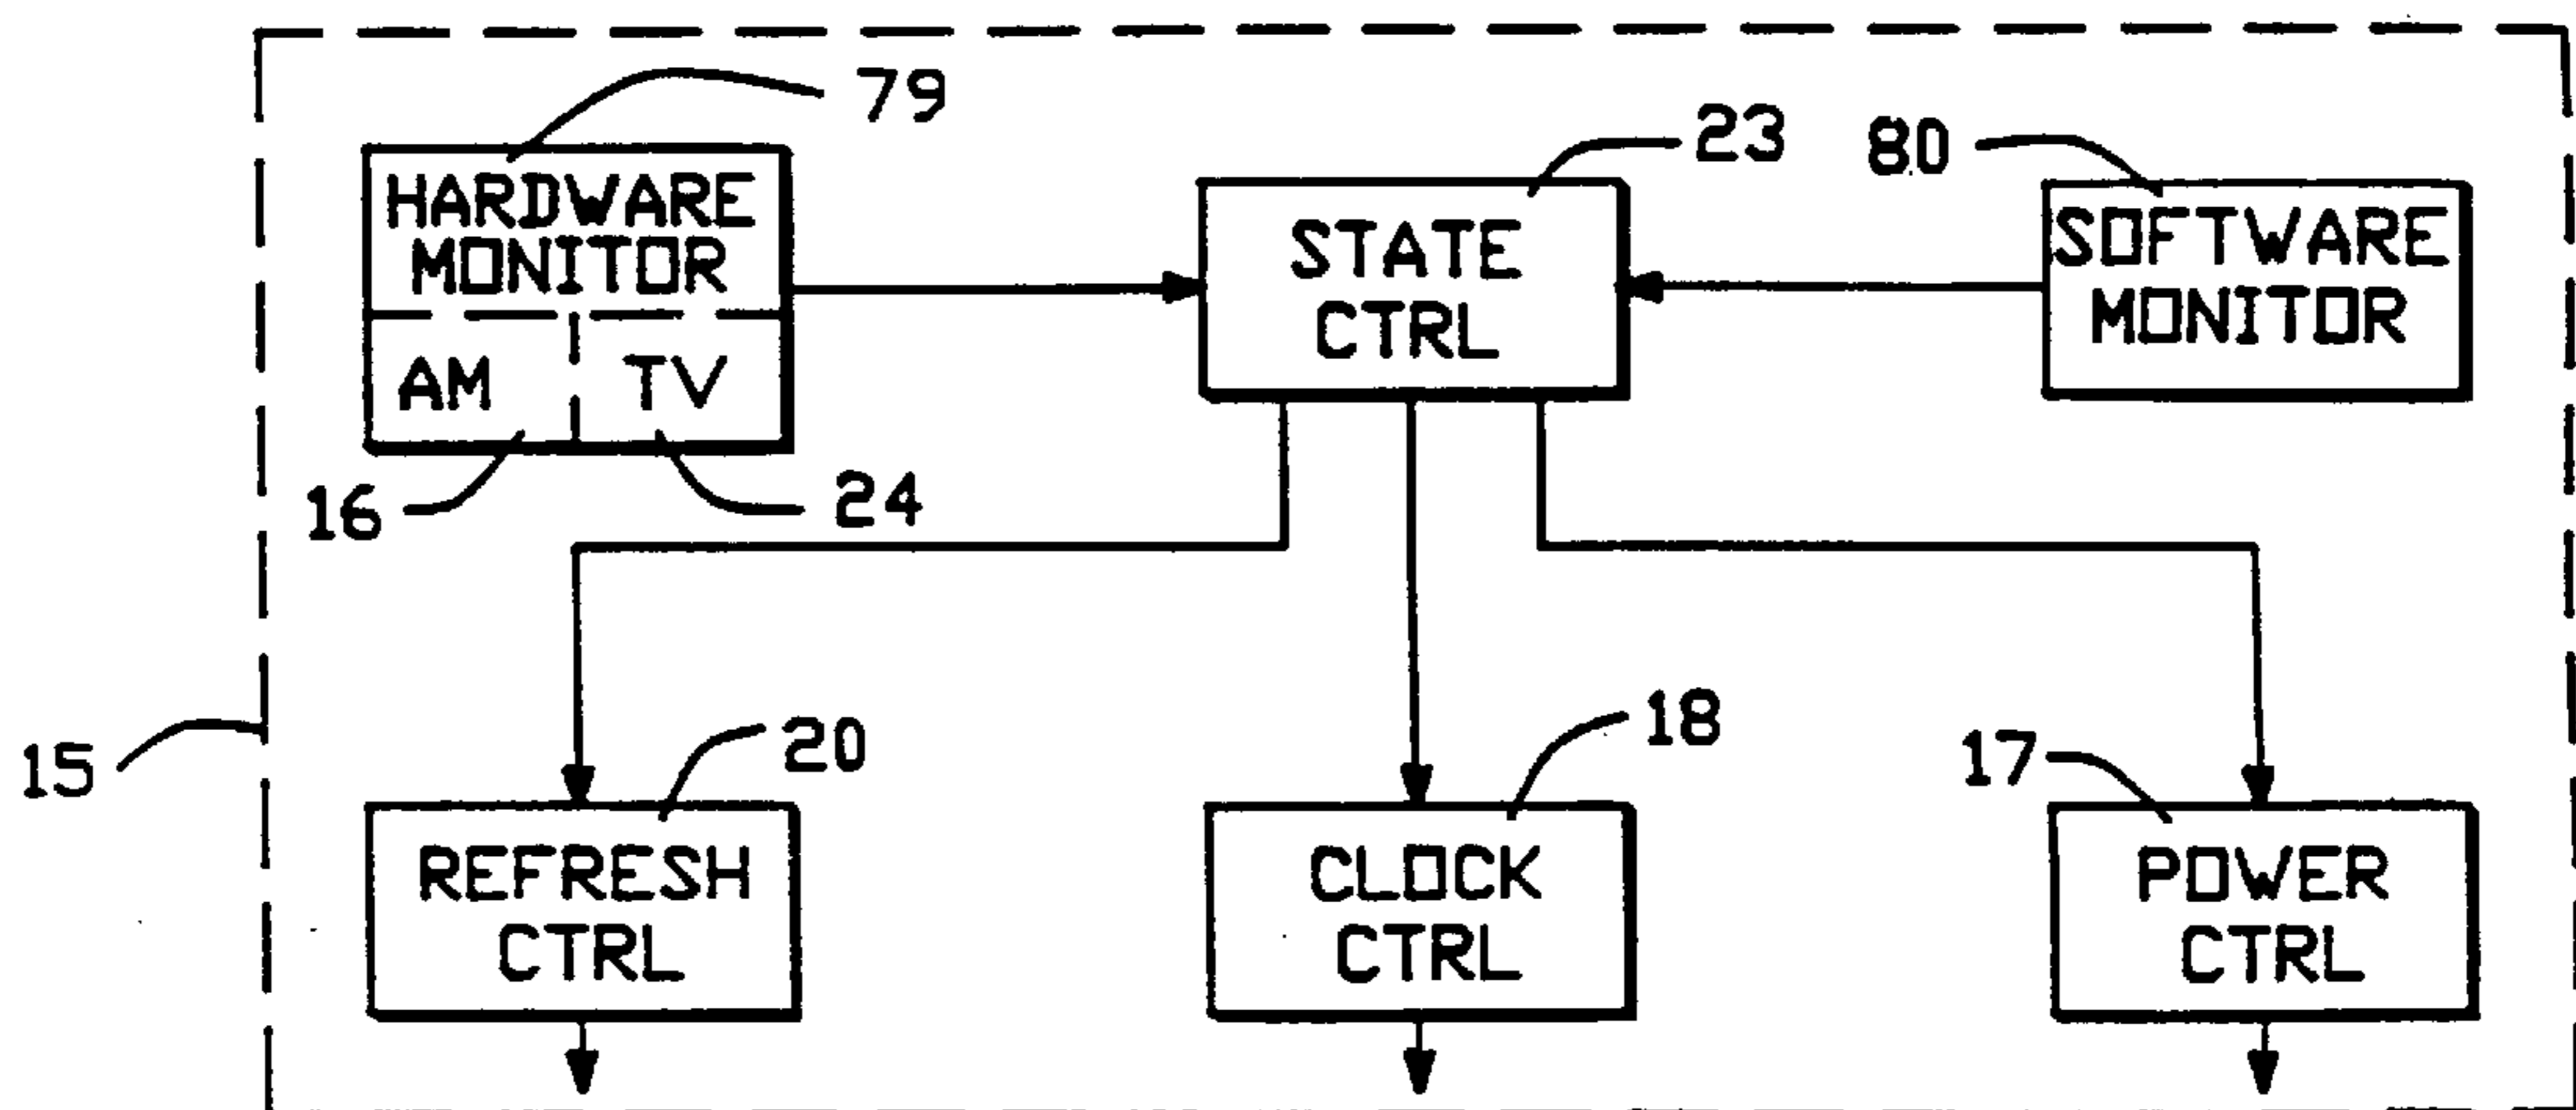 79
23
80
HARDWARE
MONITOR
STATE
CTRL
SOFTWARE
MONITOR
AM
TV
16
24
15
20
18
17
REFRESH
CTRL
CLOCK
CTRL
POWER
CTRL